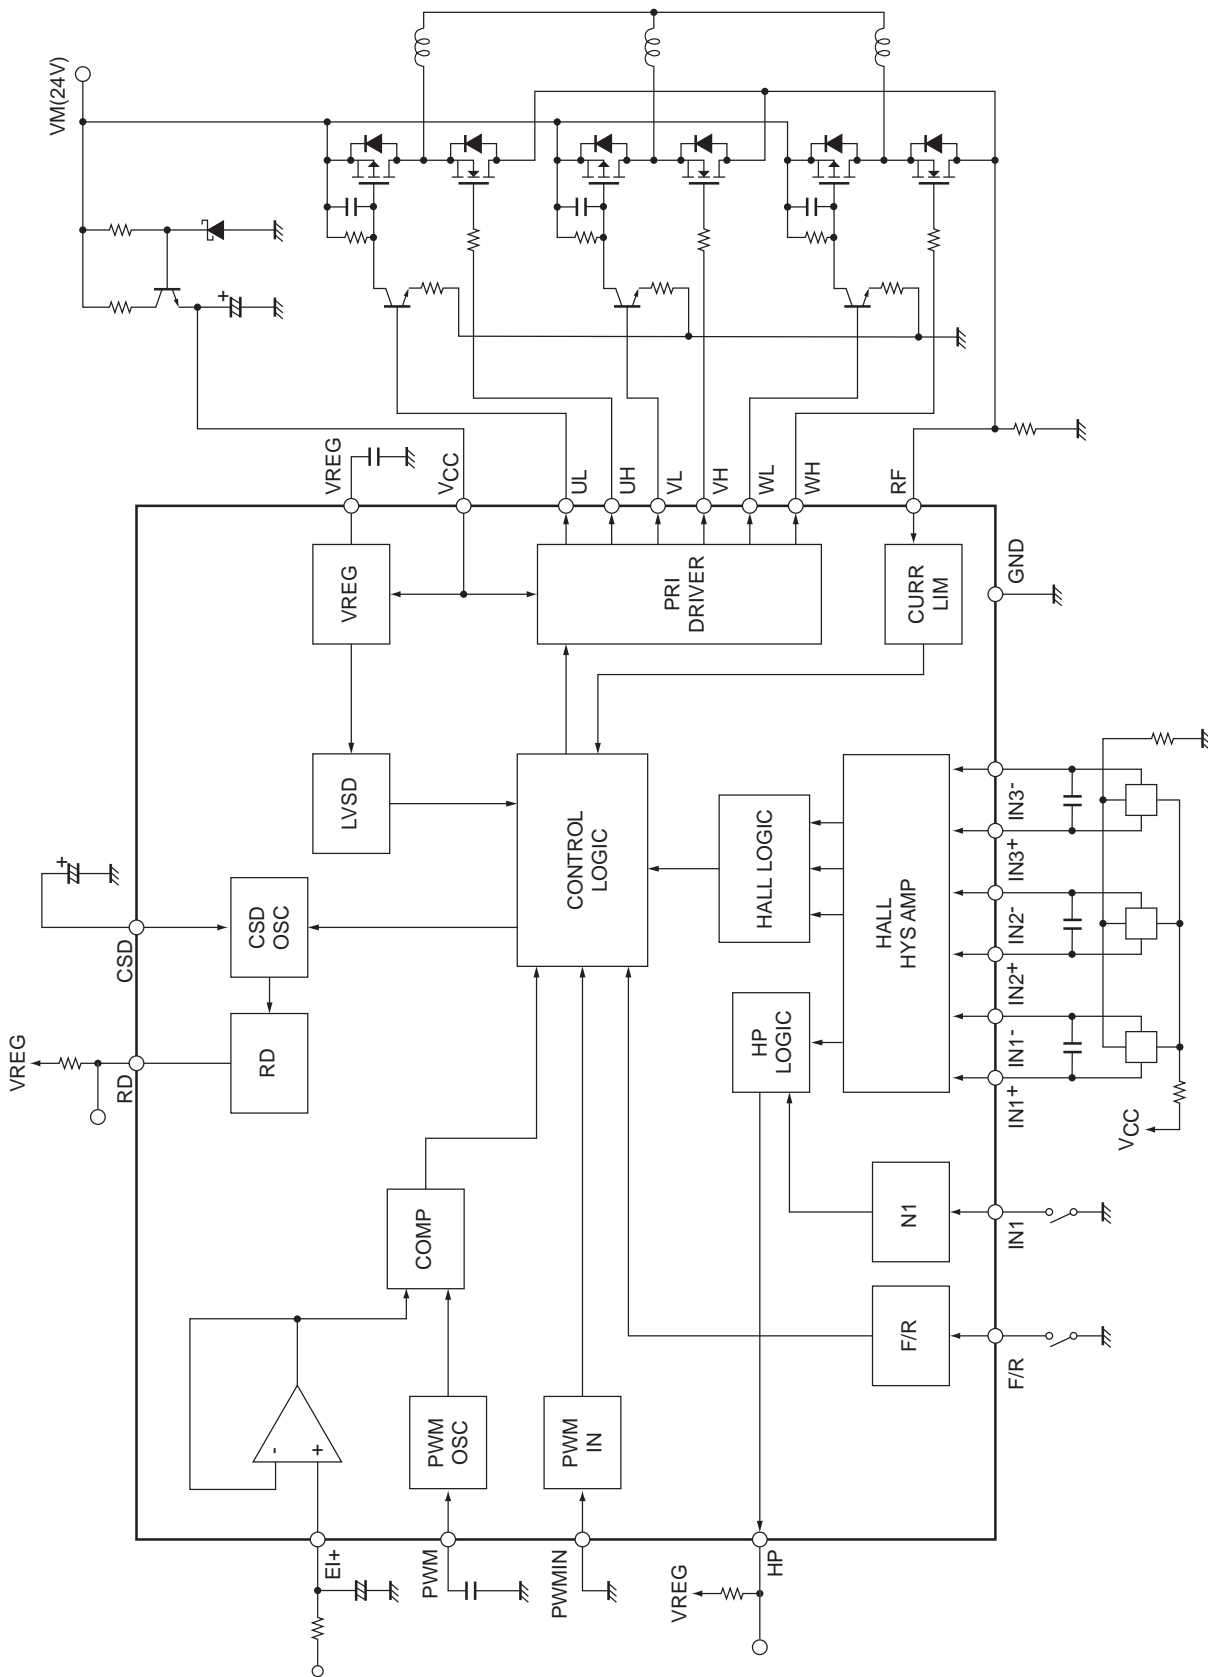 VM(24V)
+
VREG
VCC
UL
UH
VL
VH
WL
WH
RF
VREG
PRI
DRIVER
CURR
LIM
GND
LVSD
CONTROL
LOGIC
HALL LOGIC
HALL
HYS AMP
HP
LOGIC
IN3-
IN3+
IN2-
IN2+
IN1-
IN1+
VCC
+
CSD
CSD
OSC
VREG
RD
RD
COMP
N1
IN1
F/R
F/R
-
+
PWM
OSC
PWM
IN
EI+
PWM
PWMIN
HP
VREG